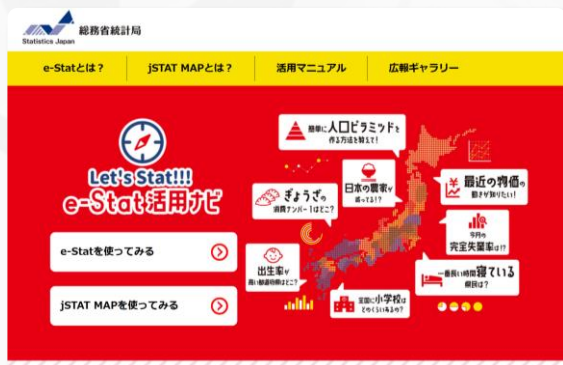 総務省統計局
Statistics Japan
e-Statとは？
jSTAT MAPとは？
活用マニュアル
広報ギャラリー
簡単に人口ピラミッドを
作る方法を教えて！
Let's Stat!!!
e-Stat活用ナビ
日本の農家が
減ってる!?
最近の物価の
動きが知りたい！
ぎょうざの
消費ナンバー1はどこ？
今月の
完全失業率は!?
e-Statを使ってみる
出生率が
高い都道府県はどこ？
一番長い時間寝ている
県民は？
全国に小学校は
どのくらいあるの？
jSTAT MAPを使ってみる